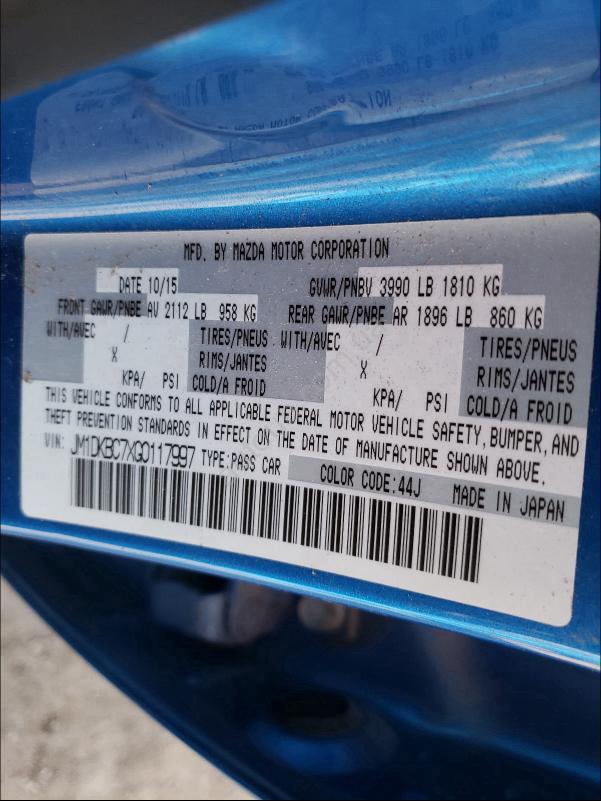 MFD. BY MAZDA MOTOR CORPORATION
DATE 10/15 GVWR/PNBV 3990 LB 1810 KG
FRONT GAWR/PNBE AV 2112 LB 958 KG REAR GAWR/PNBE AR 1896 LB 860 KG
WITH/AVEC / TIRES/PNEUS WITH/AVEC / TIRES/PNEUS
X RIMS/JANTES X RIMS/JANTES
KPA/ PSI COLD/A FROID KPA/ PSI COLD/A FROID
THIS VEHICLE CONFORMS TO ALL APPLICABLE FEDERAL MOTOR VEHICLE SAFETY, BUMPER, AND
THEFT PREVENTION STANDARDS IN EFFECT ON THE DATE OF MANUFACTURE SHOWN ABOVE.
VIN: JM1DKBC7XG0117997 TYPE:PASS CAR COLOR CODE:44J MADE IN JAPAN